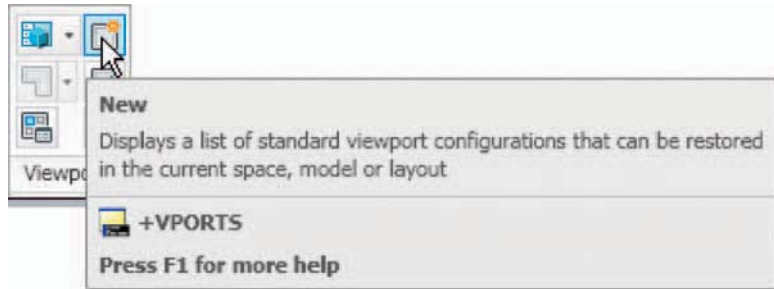 New
Displays a list of standard viewport configurations that can be restored
in the current space, model or layout
Viewpo
+VPORTS
Press F1 for more help